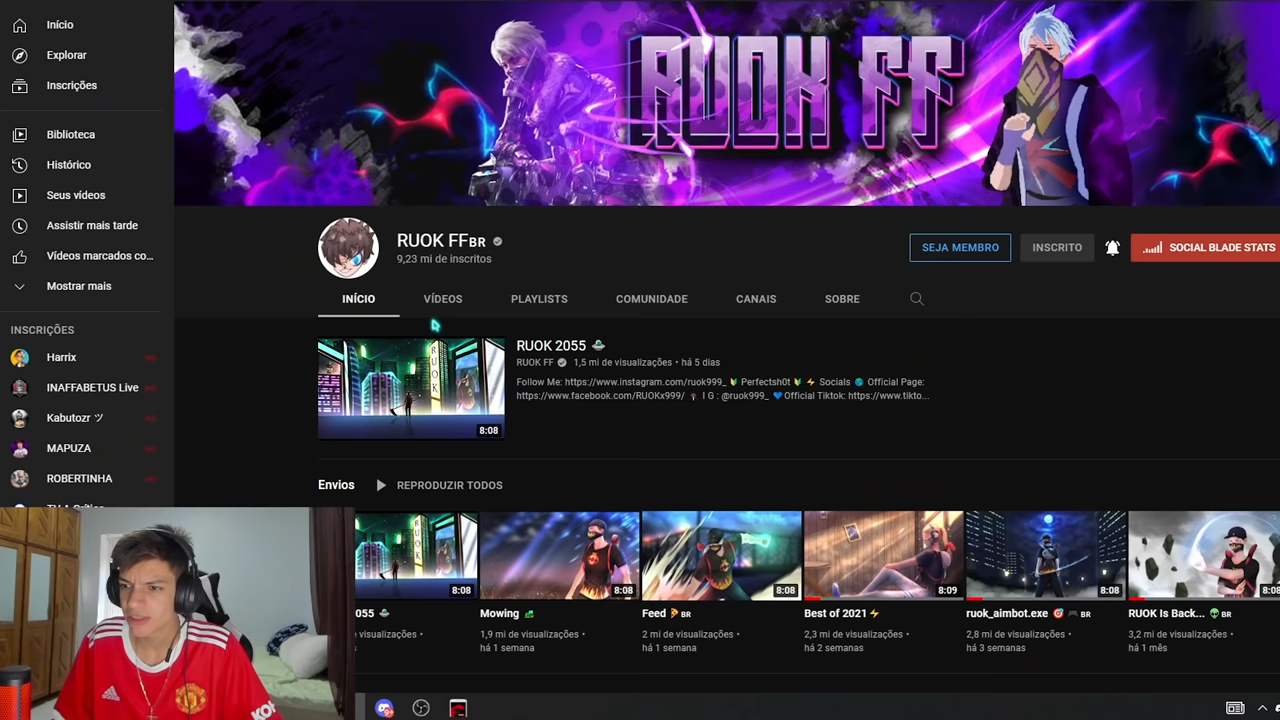 Início
Explorar
Inscrições
Biblioteca
Histórico
Seus vídeos
Assistir mais tarde
Vídeos marcados co...
Mostrar mais
INSCRIÇÕES
Harrix
INAFFABETUS Live
Kabutozr ツ
MAPUZA
ROBERTINHA
RUOK FF
RUOK FFBR
9,23 mi de inscritos
SEJA MEMBRO
INSCRITO
SOCIAL BLADE STATS
INÍCIO VÍDEOS PLAYLISTS COMUNIDADE CANAIS SOBRE
RUOK
8:08
RUOK 2055 🛸
RUOK FF 1,5 mi de visualizações • há 5 dias
Follow Me: https://www.instagram.com/ruok999_ 🔰 Perfectsh0t 🔰 ⚡ Socials 🌎 Official Page:
https://www.facebook.com/RUOKx999/ I G : @ruok999_ 💙Official Tiktok: https://www.tikto...
Envios REPRODUZIR TODOS
RUOK
8:08 8:08 8:08 8:09 8:08 8:08
055 🛸 Mowing Feed 🍕BR Best of 2021⚡ ruok_aimbot.exe 🎯 🎮BR RUOK Is Back... 👽BR
e visualizações • 1,9 mi de visualizações • 2 mi de visualizações • 2,3 mi de visualizações • 2,8 mi de visualizações • 3,2 mi de visualizações •
há 1 semana há 1 semana há 2 semanas há 3 semanas há 1 mês
9+